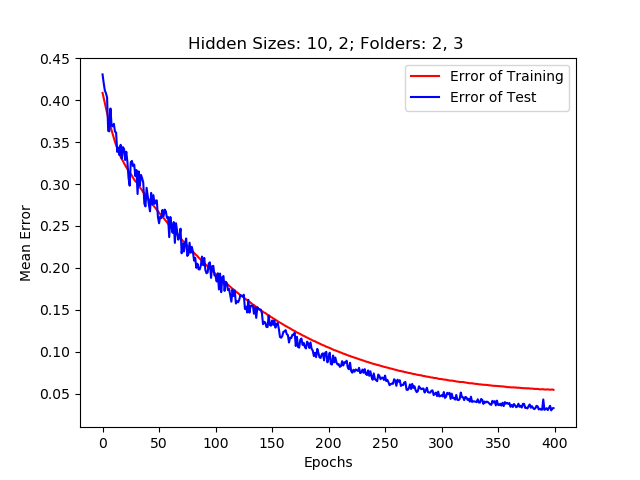 Hidden Sizes: 10, 2; Folders: 2, 3
Error of Training
Error of Test
0.45
0.40
0.35
0.30
0.25
0.20
0.15
0.10
0.05
Mean Error
0 50 100 150 200 250 300 350 400
Epochs